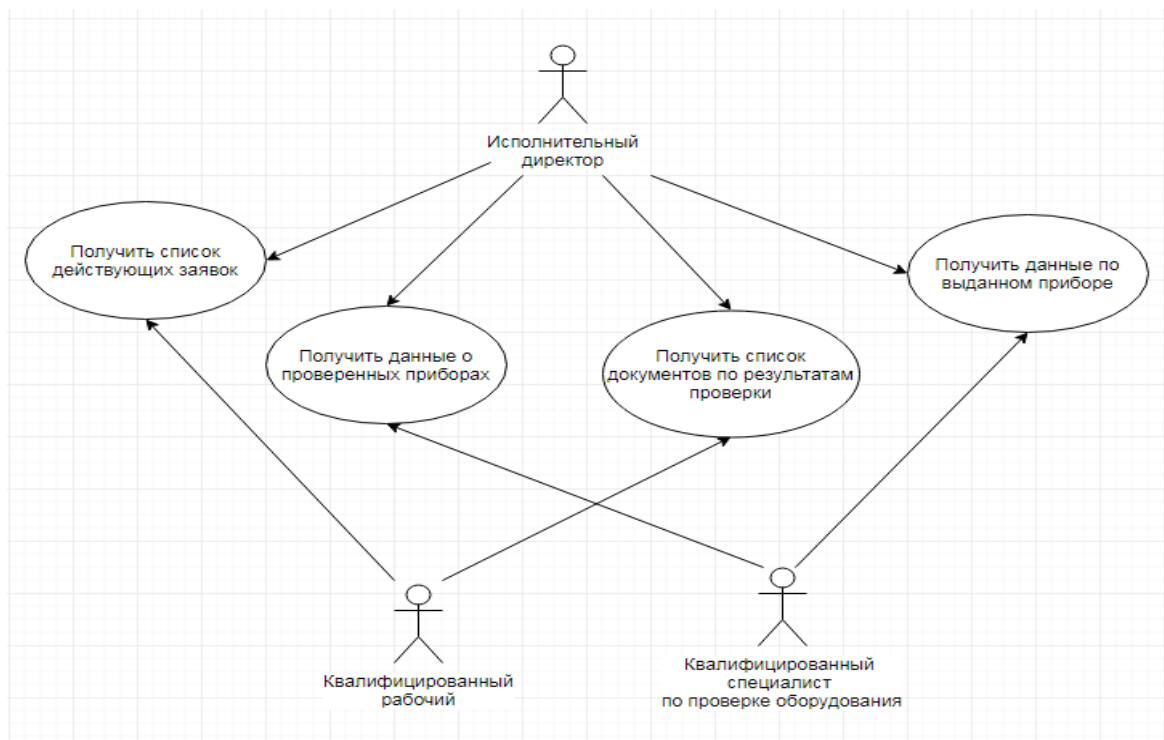 Исполнительный
директор
Получить список
действующих заявок
Получить данные по
выданном приборе
Получить данные о
проверенных приборах
Получить список
документов по результатам
проверки
Квалифицированный
рабочий
Квалифицированный
специалист
по проверке оборудования